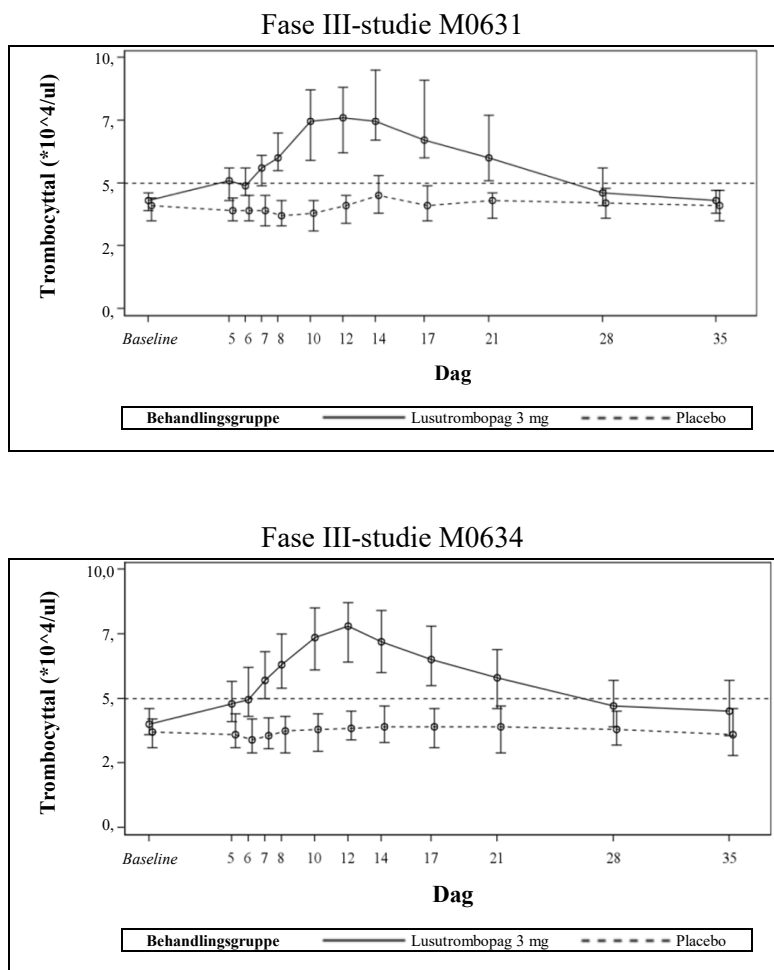 Fase III-studie M0631
Trombocyttal (*10^4/ul)
10,
7,
5,
2,
0,
Baseline 5 6 7 8 10 12 14 17 21 28 35
Dag
Behandlingsgruppe Lusutrombopag 3 mg Placebo
Fase III-studie M0634
Trombocyttal (*10^4/ul)
10,0
7,
5,
2,
0,
Baseline 5 6 7 8 10 12 14 17 21 28 35
Dag
Behandlingsgruppe Lusutrombopag 3 mg Placebo